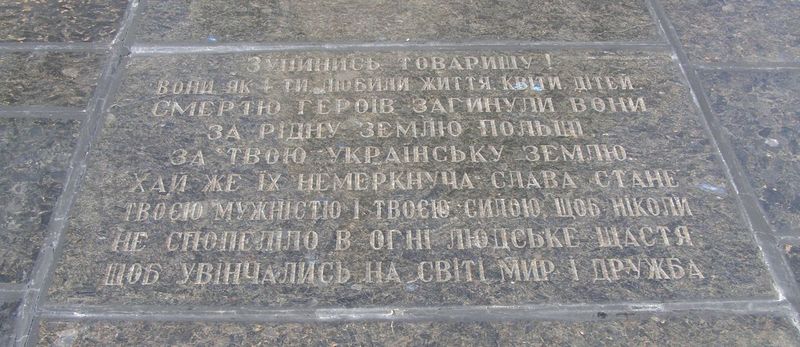 ЗУПИНИСЬ ТОВАРИШУ!
ВОНИ ЯК І ТИ ЛЮБИЛИ ЖИТТЯ КВІТИ ДІТЕЙ
СМЕРТЮ ГЕРОЇВ ЗАГИНУЛИ ВОНИ
ЗА РІДНУ ЗЕМЛЮ ПОЛЬЩІ
ЗА ТВОЮ УКРАЇНСЬКУ ЗЕМЛЮ.
ХАЙ ЖЕ ЇХ НЕМЕРКНУЧА СЛАВА СТАНЕ
ТВОЄЮ МУЖНІСТЮ І ТВОЄЮ СИЛОЮ, ЩОБ НІКОЛИ
НЕ СПОПЕЛІЛО В ОГНІ ЛЮДСЬКЕ ЩАСТЯ
ЩОБ УВІНЧАЛИСЬ НА СВІТІ МИР І ДРУЖБА.